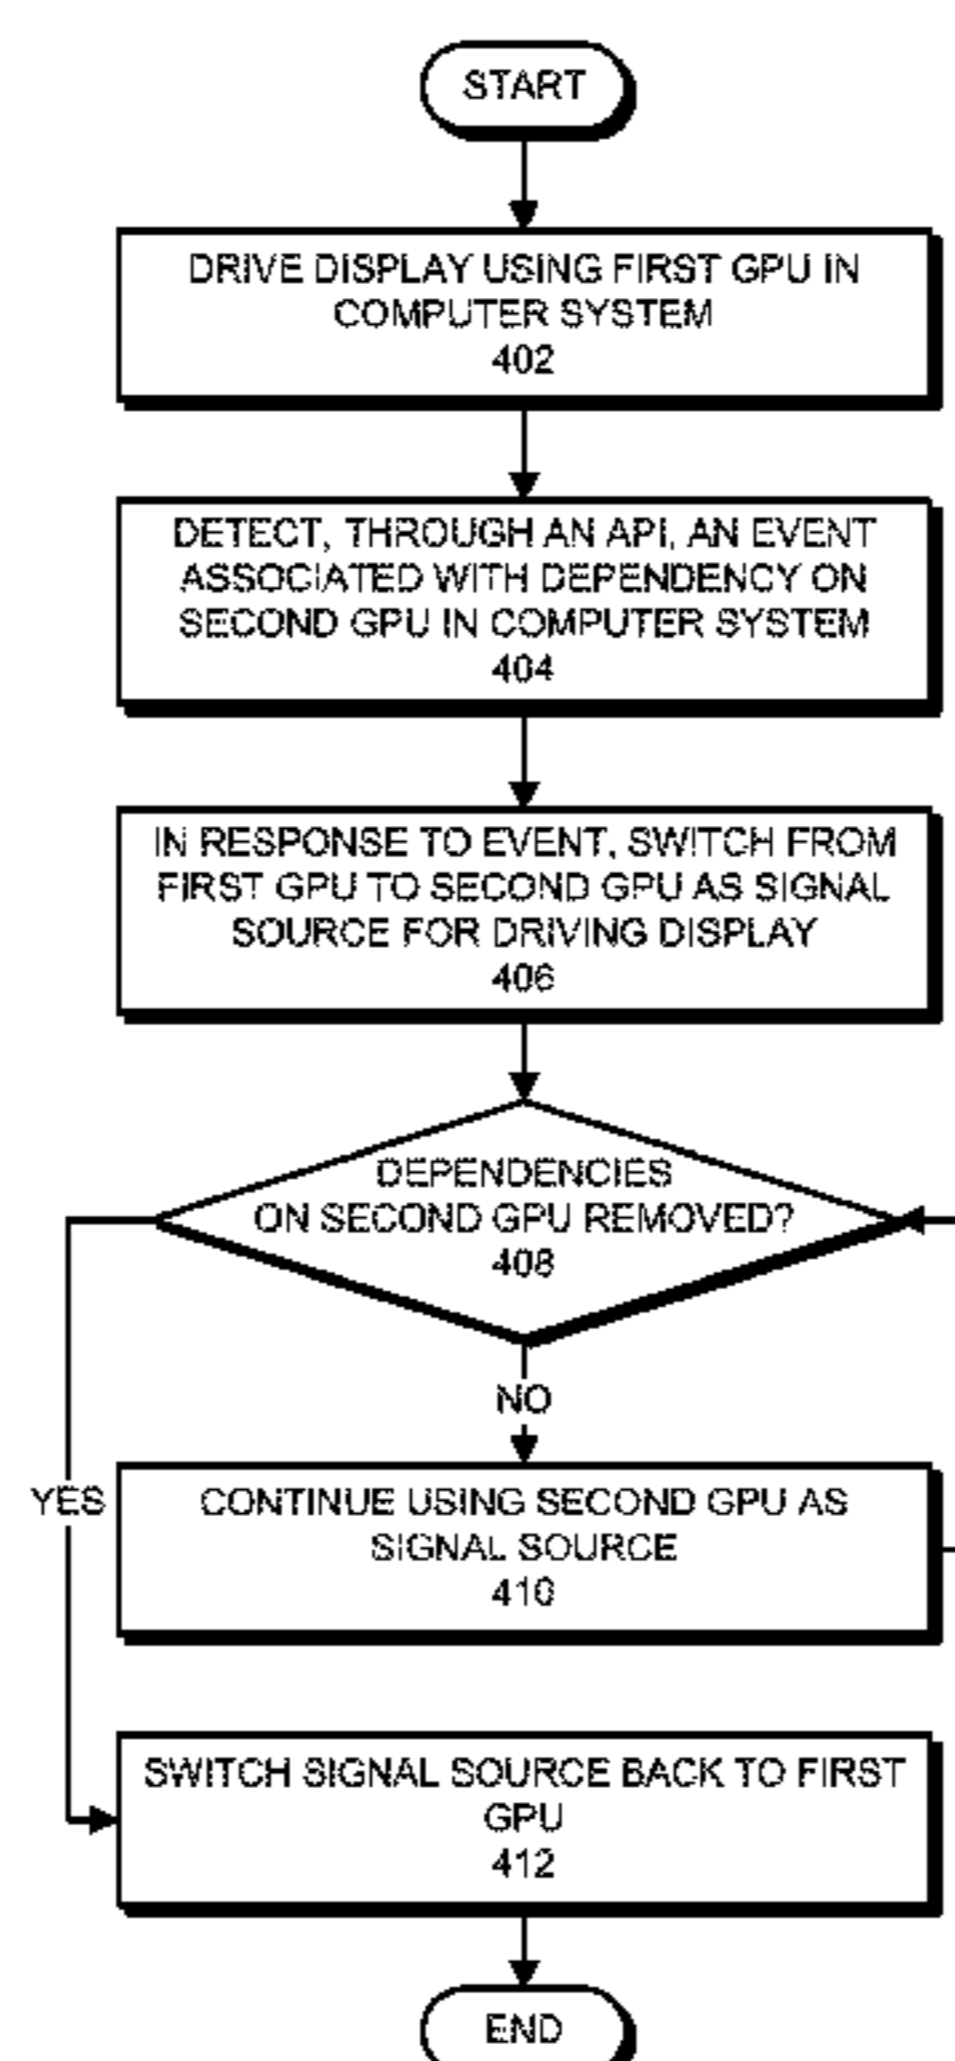 START
DRIVE DISPLAY USING FIRST GPU IN
COMPUTER SYSTEM
402
DETECT, THROUGH AN API, AN EVENT
ASSOCIATED WITH DEPENDENCY ON
SECOND GPU IN COMPUTER SYSTEM
404
IN RESPONSE TO EVENT, SWITCH FROM
FIRST GPU TO SECOND GPU AS SIGNAL
SOURCE FOR DRIVING DISPLAY
406
DEPENDENCIES
ON SECOND GPU REMOVED?
408
NO
YES
CONTINUE USING SECOND GPU AS
SIGNAL SOURCE
410
SWITCH SIGNAL SOURCE BACK TO FIRST
GPU
412
END